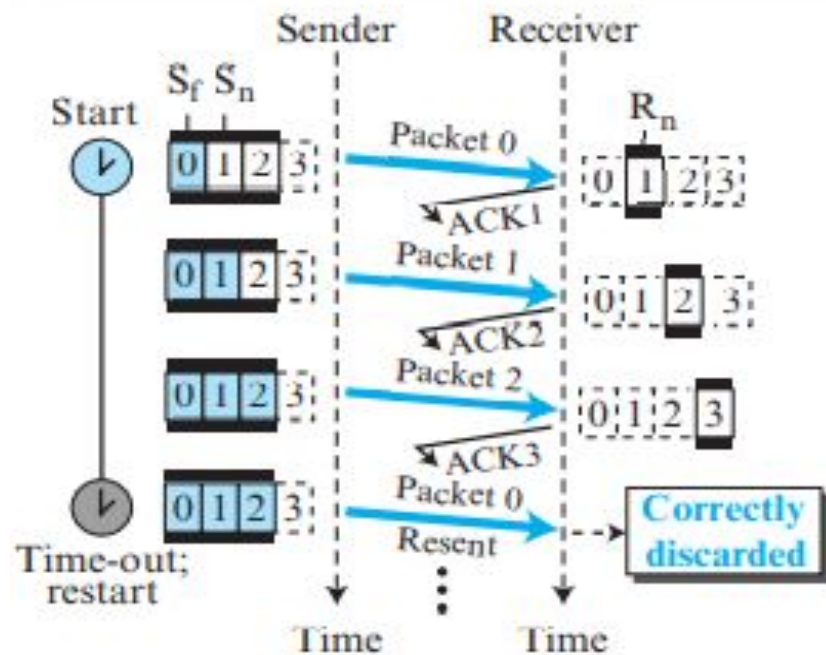 Sender Receiver
Start
Sf Sn
Rn
0 1 2 3
Packet 0
0 1 2 3
ACK1
0 1 2 3
Packet 1
0 1 2 3
ACK2
0 1 2 3
Packet 2
0 1 2 3
ACK3
0 1 2 3
Packet 0
Resent
Correctly
discarded
Time-out;
restart
Time Time